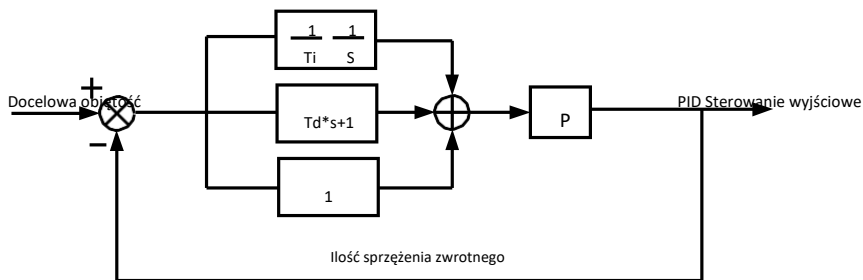 1 1
Ti S
+
Docelowa objętość
PID Sterowanie wyjściowe
Td*s+1
P
−
1
Ilość sprzężenia zwrotnego